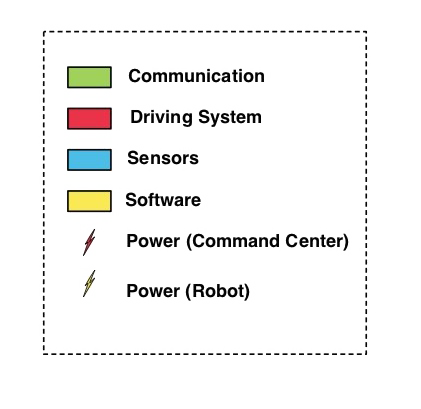 Communication
Driving System
Sensors
Software
Power (Command Center)
Power (Robot)